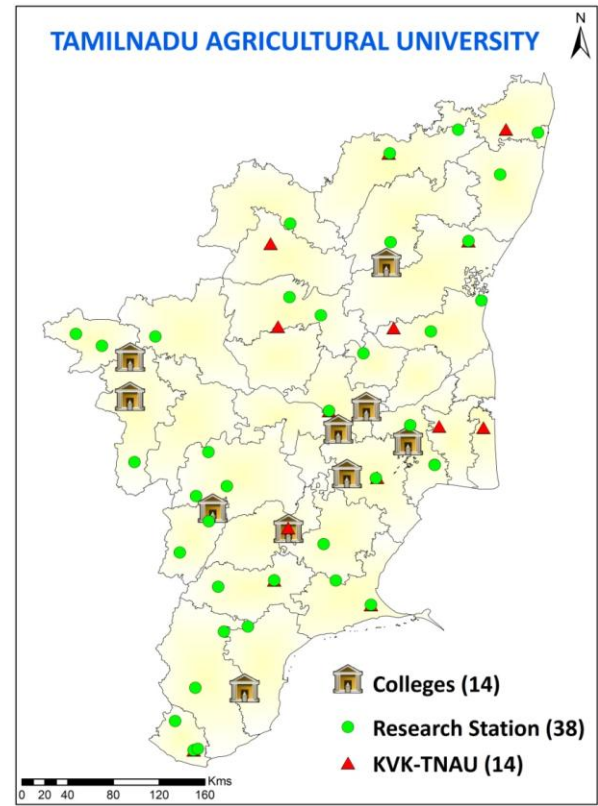 TAMILNADU AGRICULTURAL UNIVERSITY
N
Colleges (14)
Research Station (38)
KVK-TNAU (14)
Kms
0 20 40 80 120 160